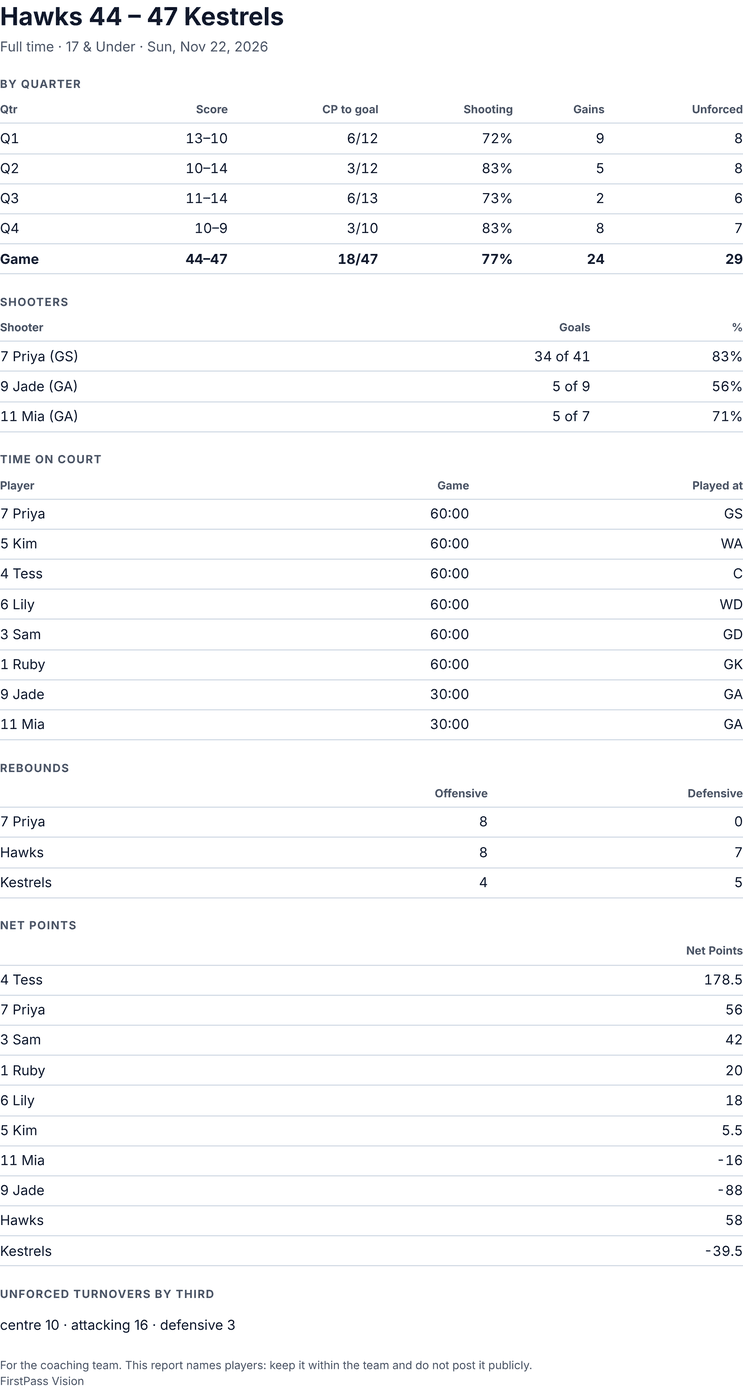 Hawks 44 – 47 Kestrels
Full time · 17 & Under · Sun, Nov 22, 2026
BY QUARTER
Qtr Score CP to goal Shooting Gains Unforced
Q1 13–10 6/12 72% 9 8
Q2 10–14 3/12 83% 5 8
Q3 11–14 6/13 73% 2 6
Q4 10–9 3/10 83% 8 7
Game 44–47 18/47 77% 24 29
SHOOTERS
Shooter Goals %
7 Priya (GS) 34 of 41 83%
9 Jade (GA) 5 of 9 56%
11 Mia (GA) 5 of 7 71%
TIME ON COURT
Player Game Played at
7 Priya 60:00 GS
5 Kim 60:00 WA
4 Tess 60:00 C
6 Lily 60:00 WD
3 Sam 60:00 GD
1 Ruby 60:00 GK
9 Jade 30:00 GA
11 Mia 30:00 GA
REBOUNDS
Offensive Defensive
7 Priya 8 0
Hawks 8 7
Kestrels 4 5
NET POINTS
Net Points
4 Tess 178.5
7 Priya 56
3 Sam 42
1 Ruby 20
6 Lily 18
5 Kim 5.5
11 Mia -16
9 Jade -88
Hawks 58
Kestrels -39.5
UNFORCED TURNOVERS BY THIRD
centre 10 · attacking 16 · defensive 3
For the coaching team. This report names players: keep it within the team and do not post it publicly.
FirstPass Vision